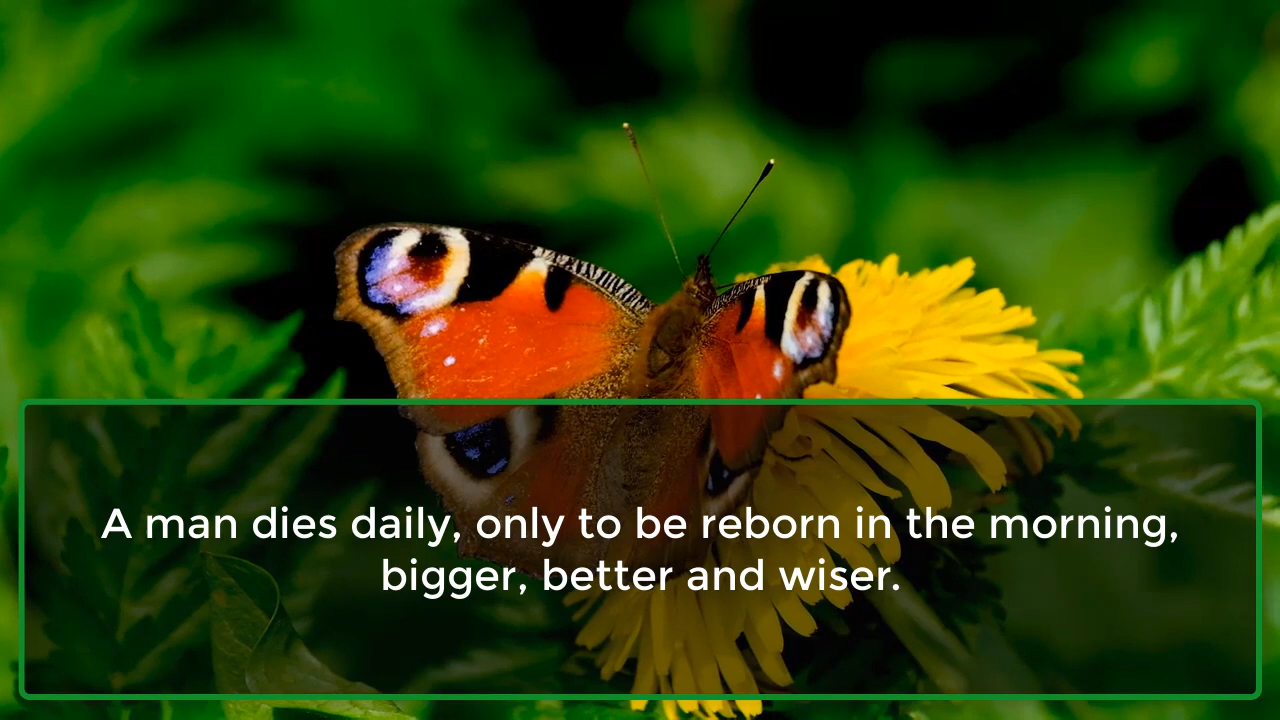 A man dies daily, only to be reborn in the morning,
bigger, better and wiser.